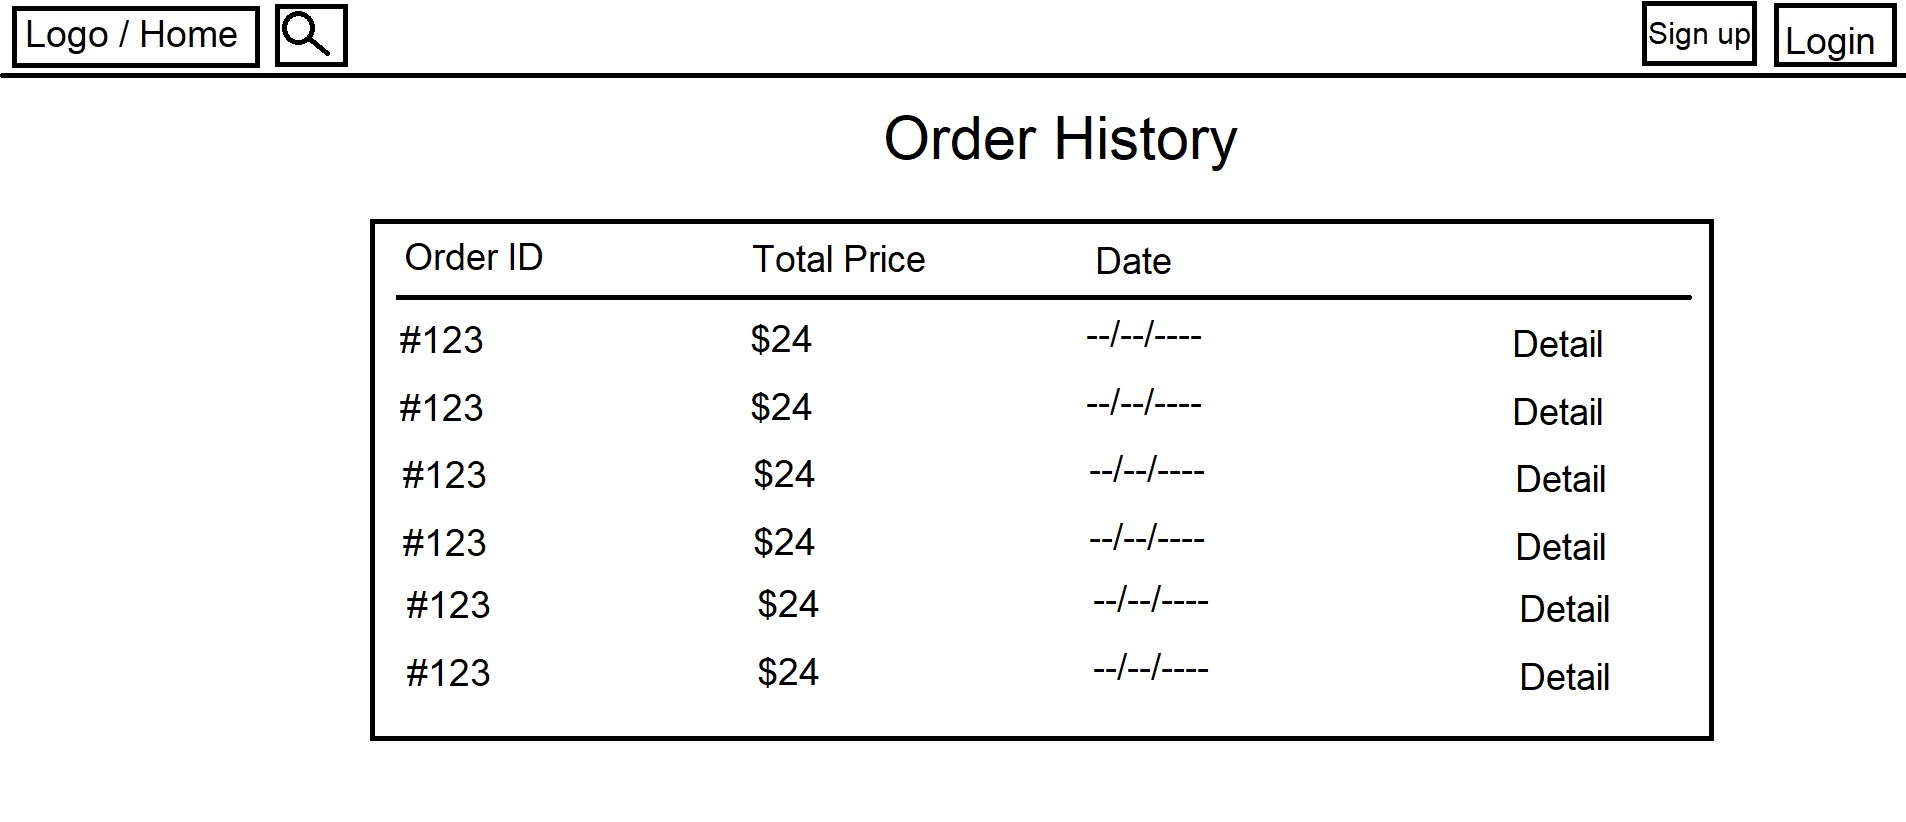 Logo / Home Sign up Login
Order History
Order ID Total Price Date
#123 $24 --/--/---- Detail
#123 $24 --/--/---- Detail
#123 $24 --/--/---- Detail
#123 $24 --/--/---- Detail
#123 $24 --/--/---- Detail
#123 $24 --/--/---- Detail